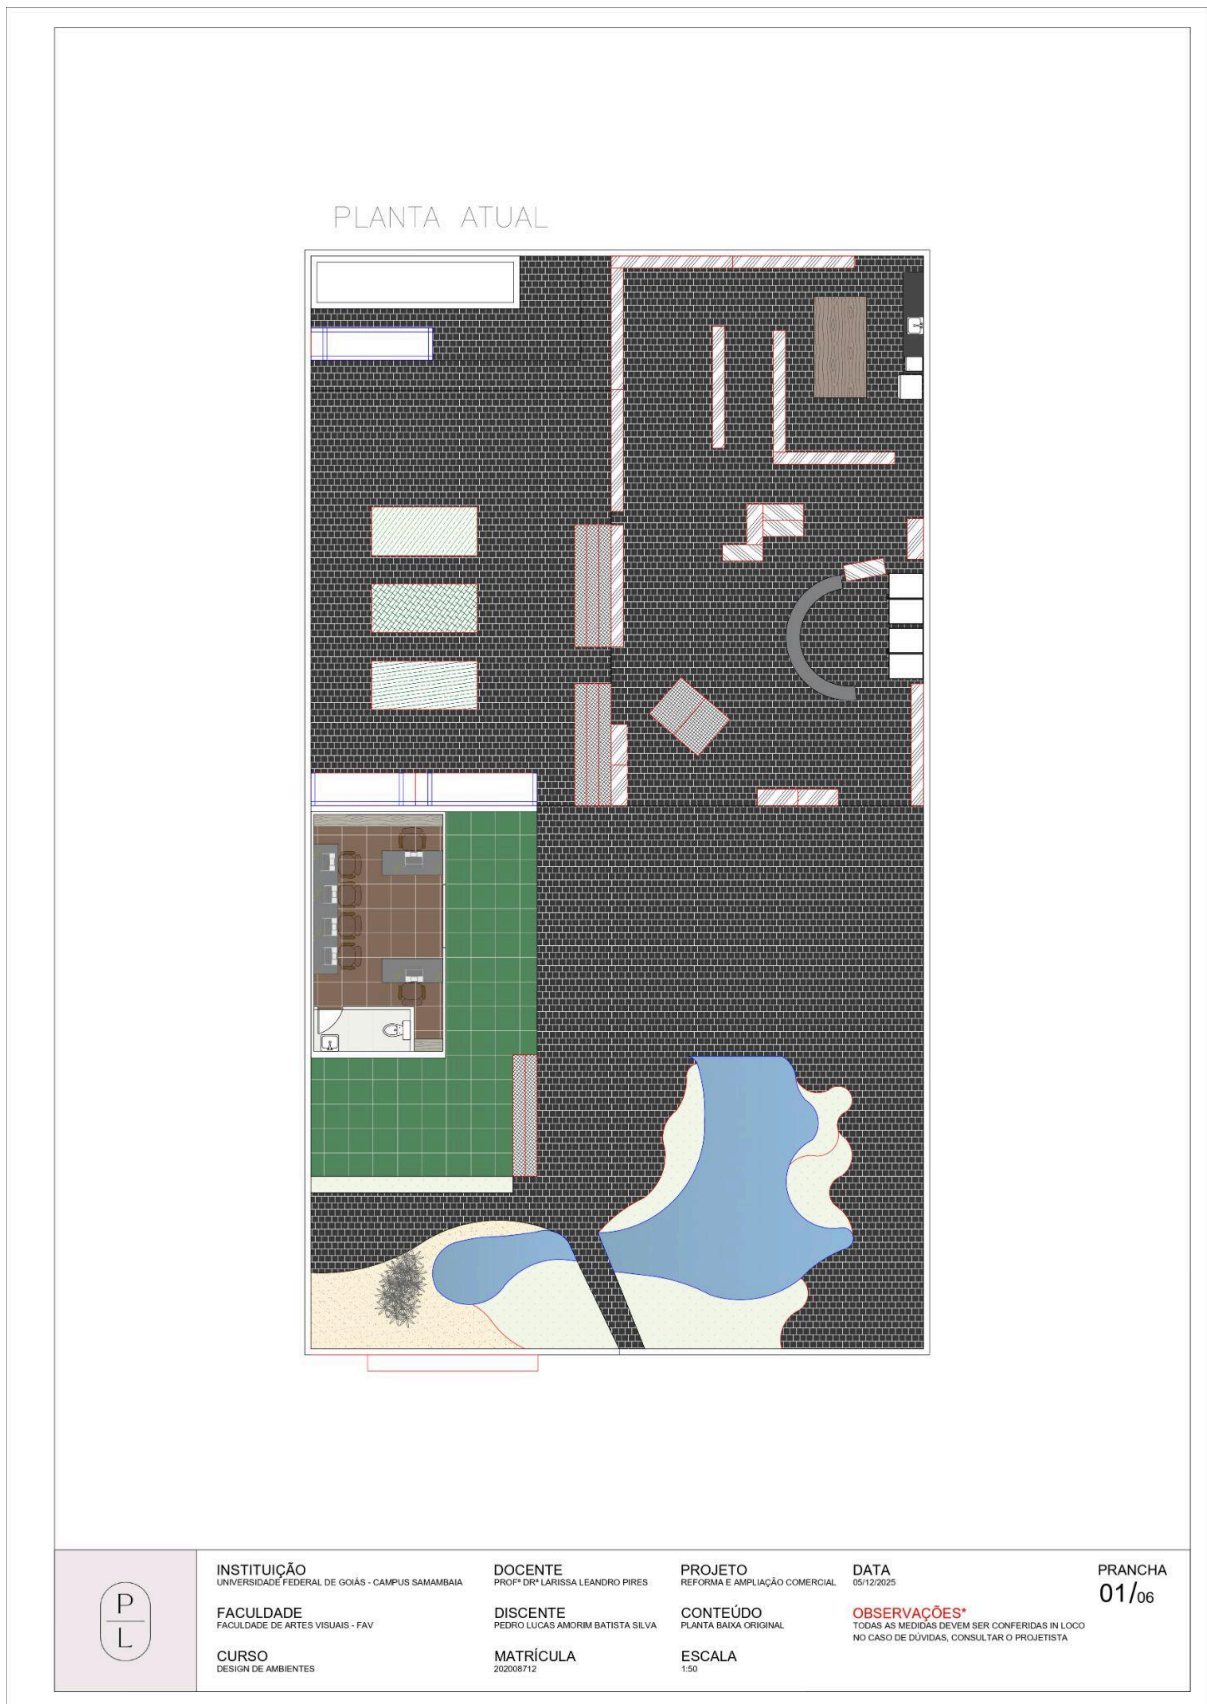 PLANTA ATUAL
P
L
INSTITUIÇÃO
UNIVERSIDADE FEDERAL DE GOIÁS - CAMPUS SAMAMBAIA
FACULDADE
FACULDADE DE ARTES VISUAIS - FAV
CURSO
DESIGN DE AMBIENTES
DOCENTE
PROFª DRª LARISSA LEANDRO PIRES
DISCENTE
PEDRO LUCAS AMORIM BATISTA SILVA
MATRÍCULA
202008712
PROJETO
REFORMA E AMPLIAÇÃO COMERCIAL
CONTEÚDO
PLANTA BAIXA ORIGINAL
ESCALA
1:50
DATA
05/12/2025
OBSERVAÇÕES*
TODAS AS MEDIDAS DEVEM SER CONFERIDAS IN LOCO
NO CASO DE DÚVIDAS, CONSULTAR O PROJETISTA
PRANCHA
01/06